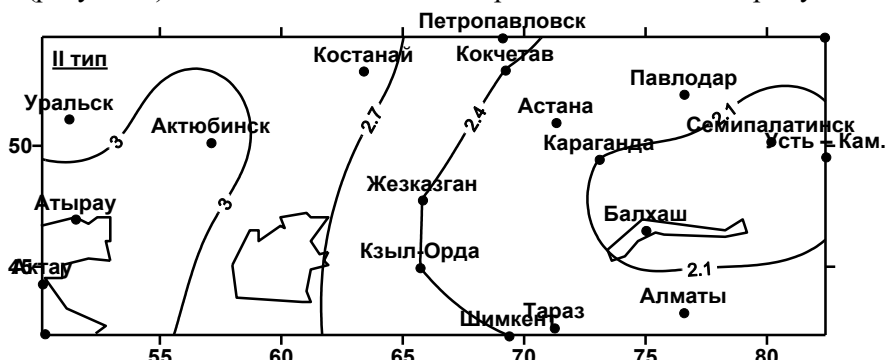 Петропавловск
II тип
Костанай
Кокчетав
Павлодар
Уральск
Актюбинск
2.7
2.4
Астана
2.1
Семипалатинск
50
3
Караганда
Усть – Кам.
Жезказган
3
Атырау
Балхаш
Кзыл-Орда
45
Актау
2.1
Алматы
Шимкент
Тараз
55
60
65
70
75
80